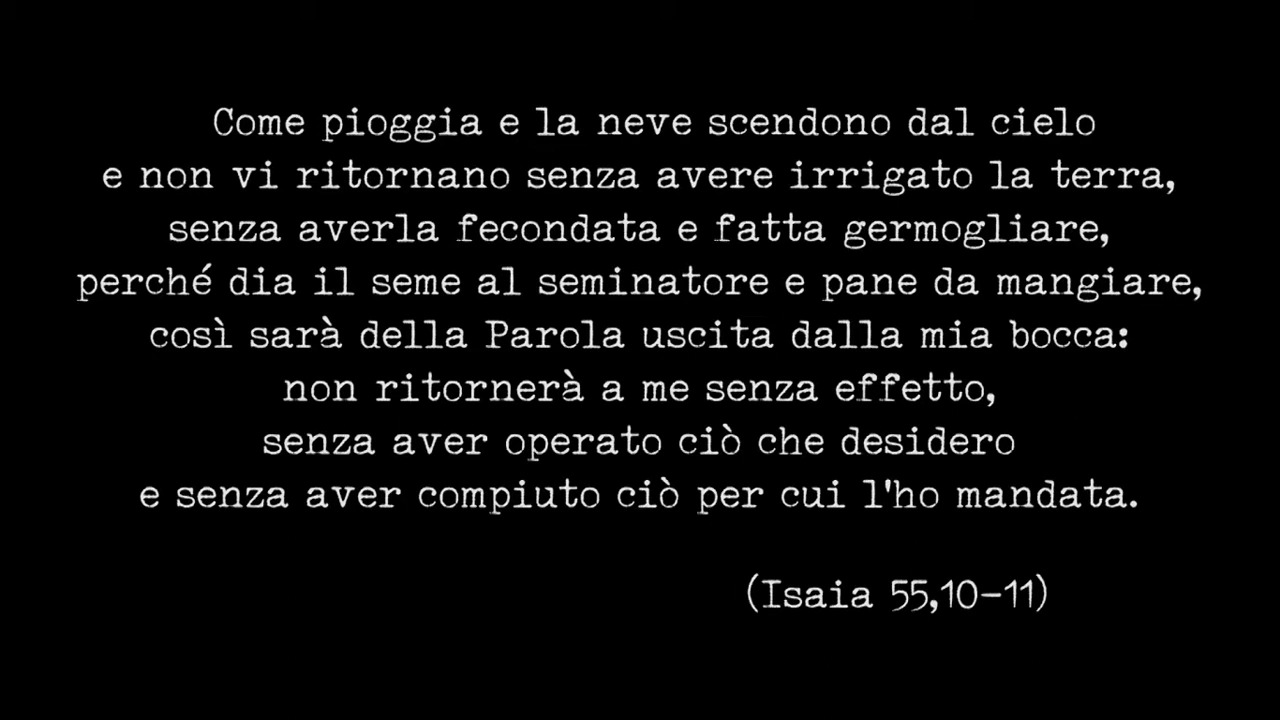 Come pioggia e la neve scendono dal cielo
e non vi ritornano senza avere irrigato la terra,
senza averla fecondata e fatta germogliare,
perché dia il seme al seminatore e pane da mangiare,
così sarà della Parola uscita dalla mia bocca:
non ritornerà a me senza effetto,
senza aver operato ciò che desidero
e senza aver compiuto ciò per cui l'ho mandata.
(Isaia 55,10-11)